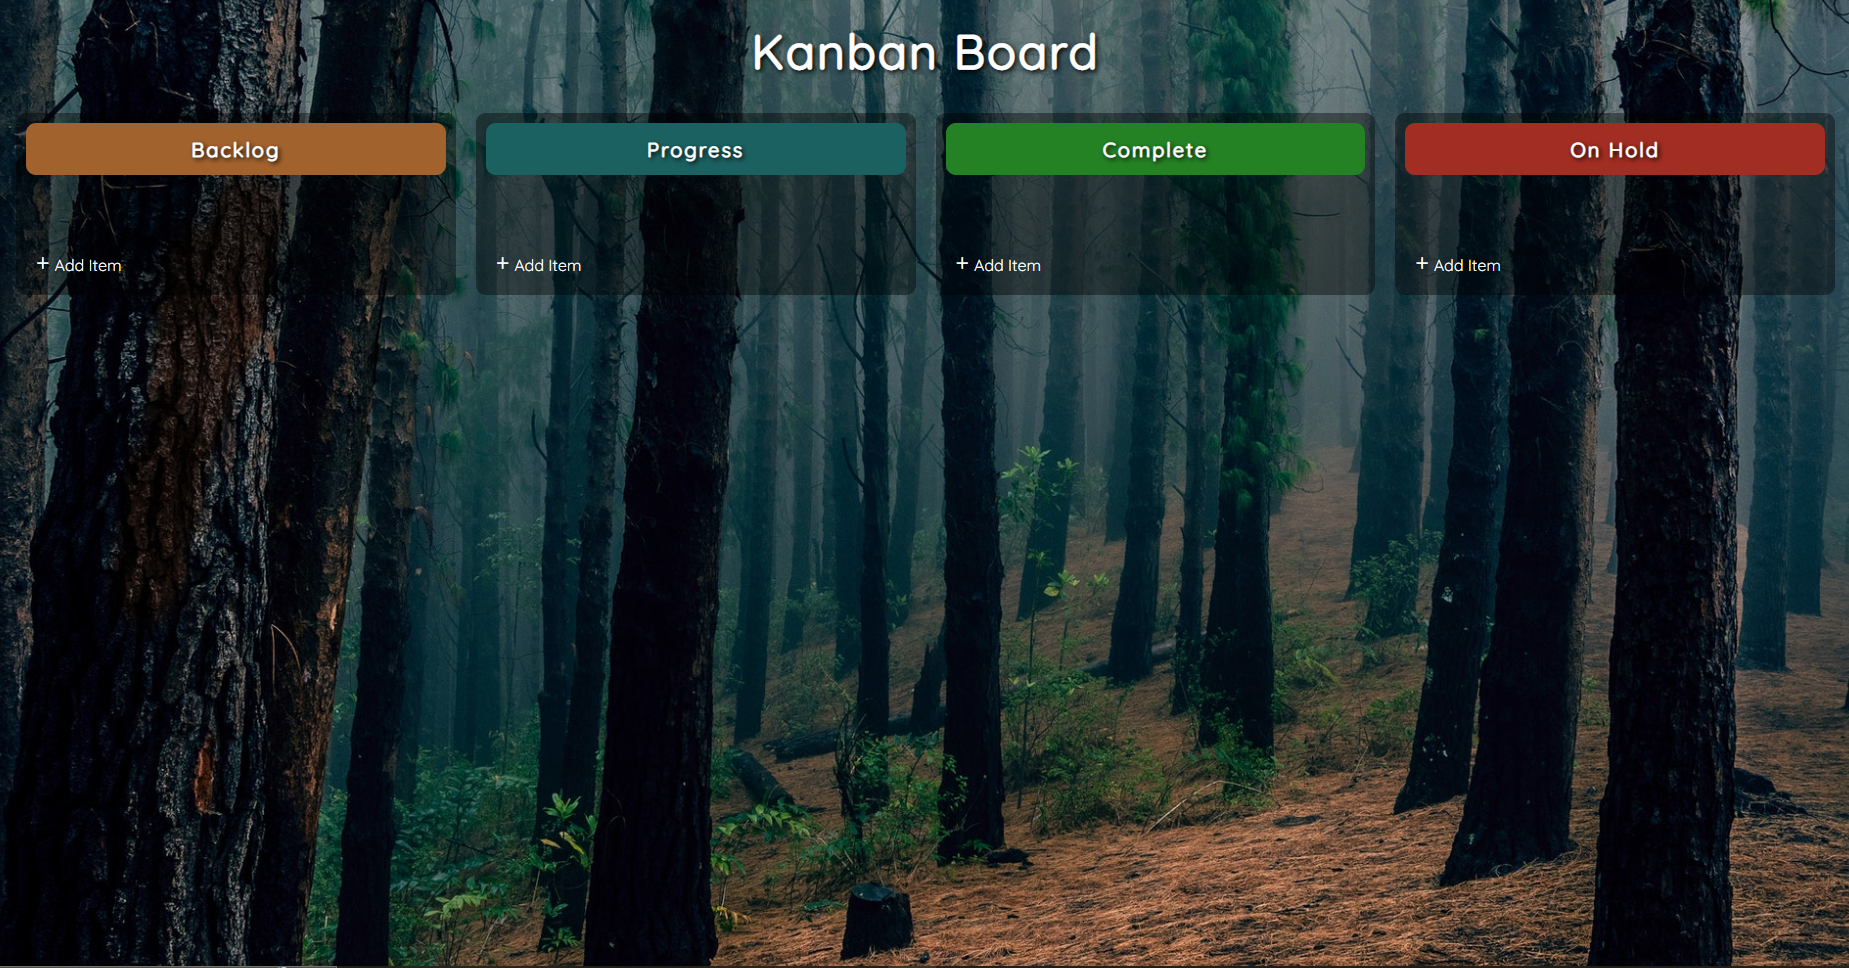 Kanban Board
Backlog
Progress
Complete
On Hold
+ Add Item
+ Add Item
+ Add Item
+ Add Item